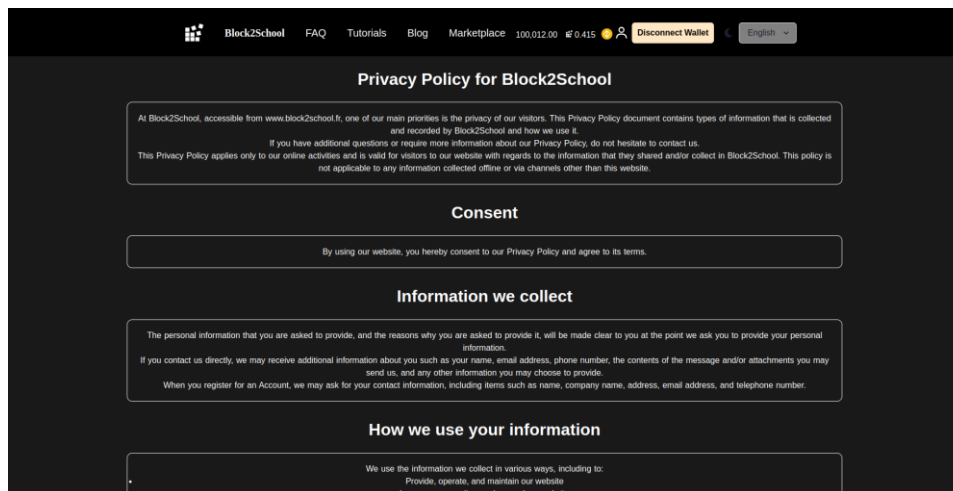 Block2School FAQ Tutorials Blog Marketplace 100,012.00 0.415 Disconnect Wallet English
Privacy Policy for Block2School
At Block2School, accessible from www.block2school.fr, one of our main priorities is the privacy of our visitors. This Privacy Policy document contains types of information that is collected
and recorded by Block2School and how we use it.
If you have additional questions or require more information about our Privacy Policy, do not hesitate to contact us.
This Privacy Policy applies only to our online activities and is valid for visitors to our website with regards to the information that they shared and/or collect in Block2School. This policy is
not applicable to any information collected offline or via channels other than this website.
Consent
By using our website, you hereby consent to our Privacy Policy and agree to its terms.
Information we collect
The personal information that you are asked to provide, and the reasons why you are asked to provide it, will be made clear to you at the point we ask you to provide your personal
information.
If you contact us directly, we may receive additional information about you such as your name, email address, phone number, the contents of the message and/or attachments you may
send us, and any other information you may choose to provide.
When you register for an Account, we may ask for your contact information, including items such as name, company name, address, email address, and telephone number.
How we use your information
We use the information we collect in various ways, including to:
Provide, operate, and maintain our website